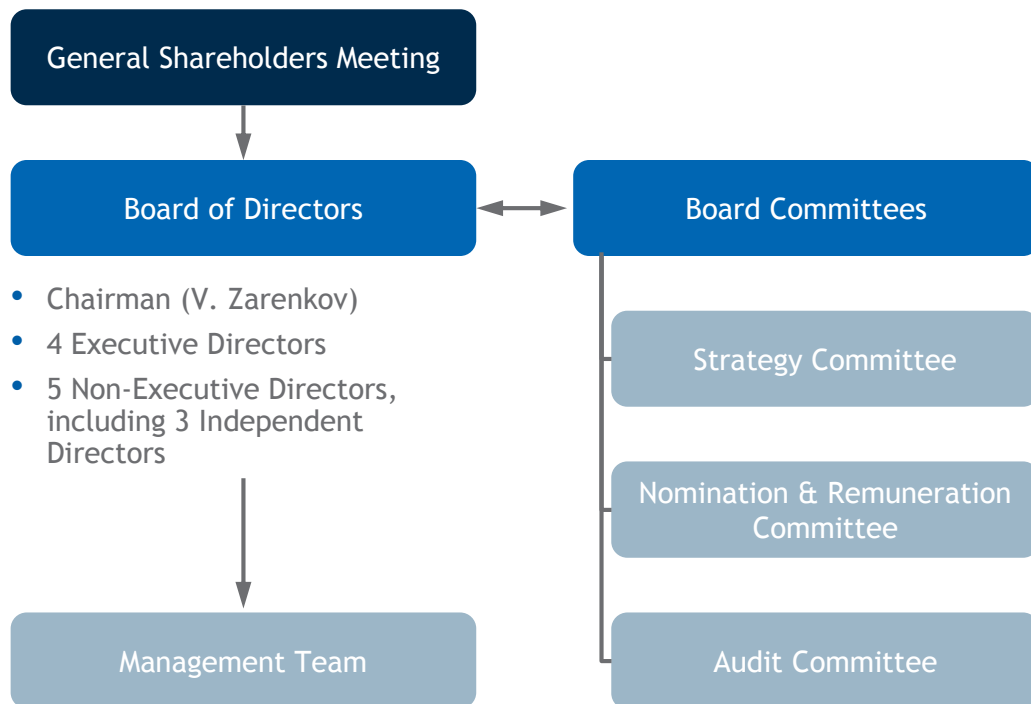 General Shareholders Meeting
Board of Directors
Board Committees
• Chairman (V. Zarenkov)
• 4 Executive Directors
• 5 Non-Executive Directors,
including 3 Independent
Directors
Strategy Committee
Nomination & Remuneration
Committee
Management Team
Audit Committee